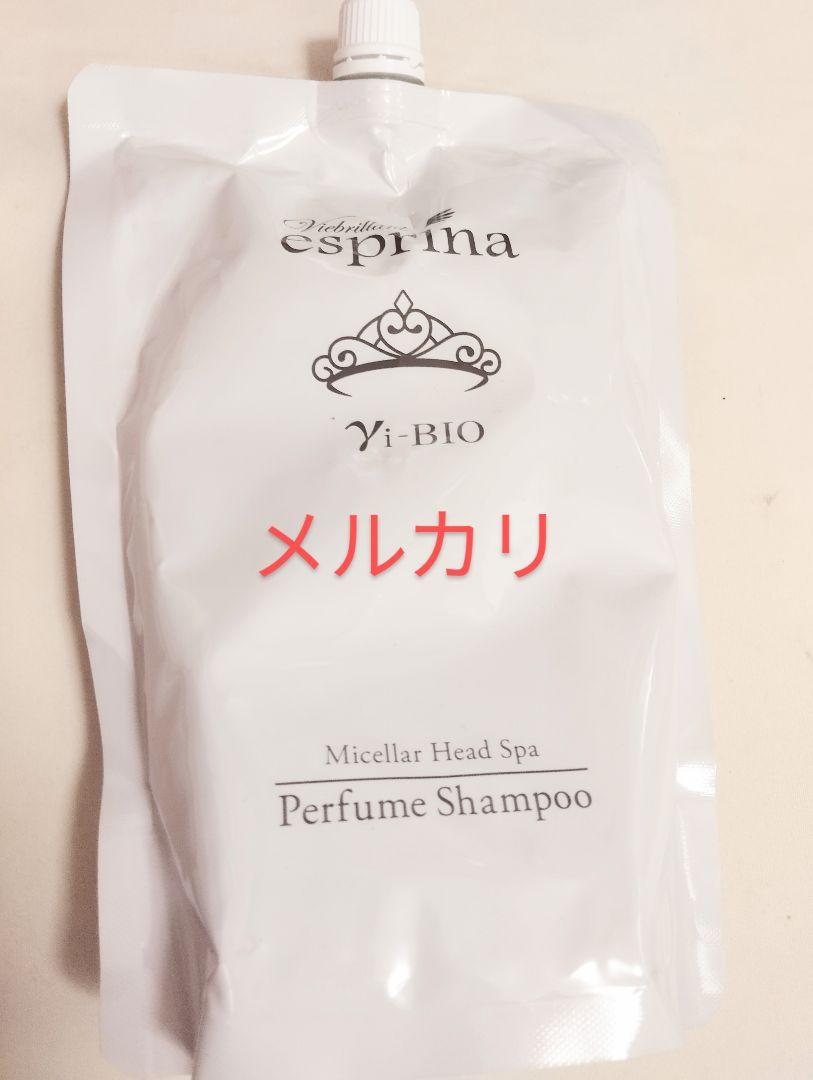 Viebrillant
esprina
γi-BIO
メルカリ
Micellar Head Spa
Perfume Shampoo